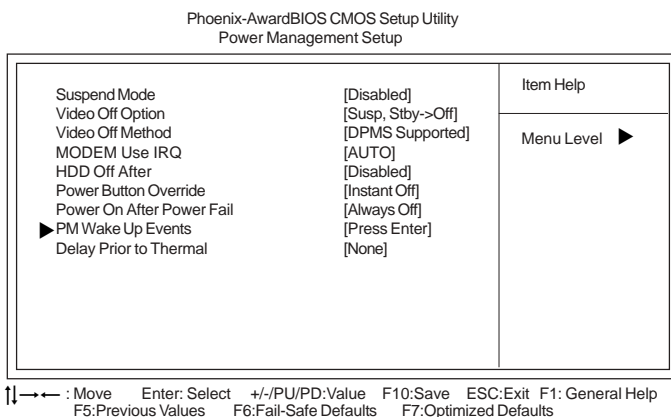 Phoenix-AwardBIOS CMOS Setup Utility
Power Management Setup
Item Help
Menu Level ▶
Suspend Mode [Disabled]
Video Off Option [Susp, Stby->Off]
Video Off Method [DPMS Supported]
MODEM Use IRQ [AUTO]
HDD Off After [Disabled]
Power Button Override [Instant Off]
Power On After Power Fail [Always Off]
▶PM Wake Up Events [Press Enter]
Delay Prior to Thermal [None]
↑↓→← : Move Enter: Select +/-/PU/PD:Value F10:Save ESC:Exit F1: General Help
F5:Previous Values F6:Fail-Safe Defaults F7:Optimized Defaults